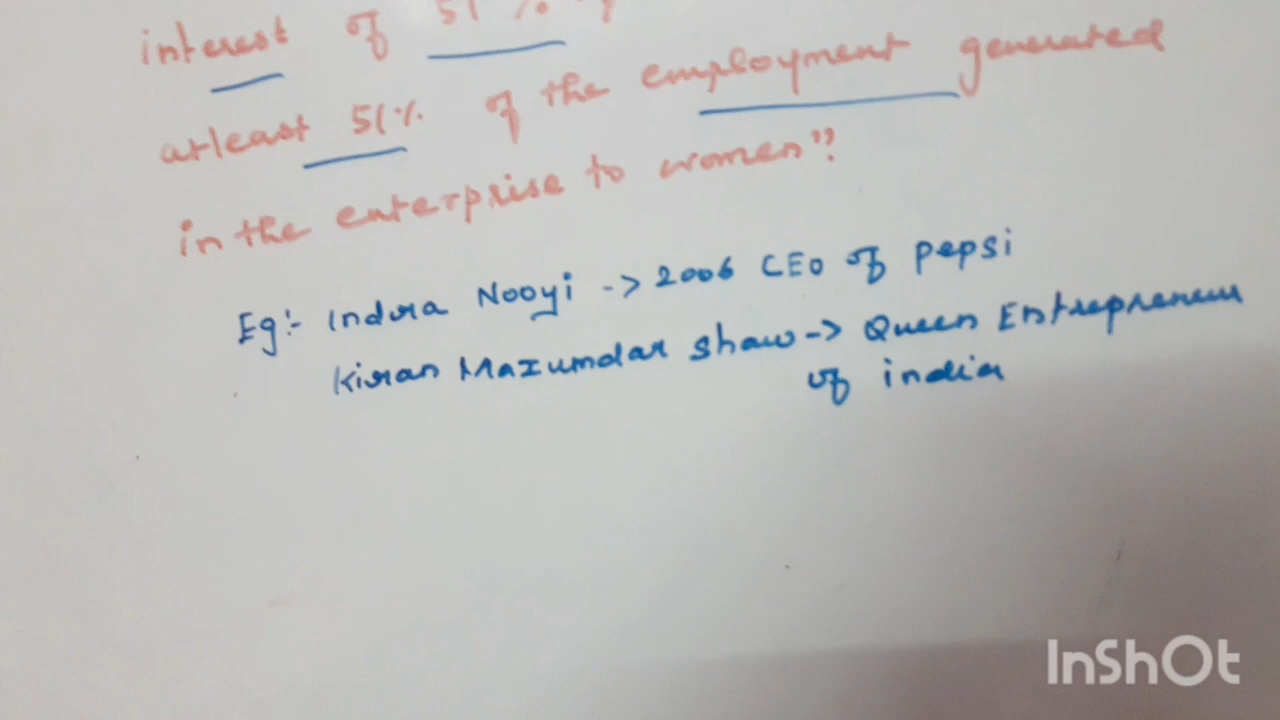 interest of 51%
atleast 51% of the employment generated
in the enterprise to women"?
Eg:- Indra Nooyi -> 2006 CEO of pepsi
Kiran Mazumdar shaw -> Queen Entrepreneur
of india
InShOt